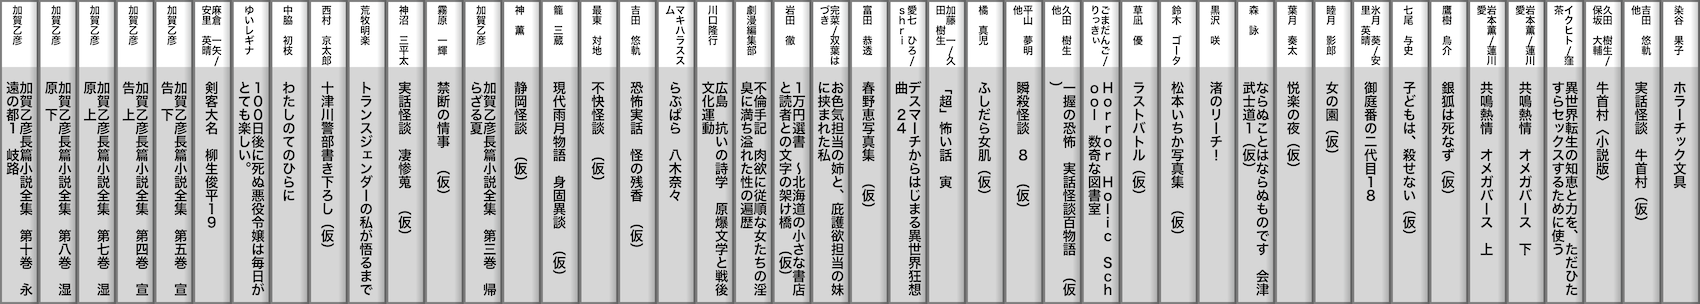 染谷　果子
ホラーチック文具
吉田　悠軌
他
実話怪談　牛首村　（仮）
久田　樹生/
保坂　大輔
牛首村〈小説版〉
イクヒト/窪
茶
異世界転生の知恵と力を、ただひた
すらセックスするために使う
岩本薫/蓮川
愛
共鳴熱情　オメガバース　下
岩本薫/蓮川
愛
共鳴熱情　オメガバース　上
鷹樹　烏介
銀狐は死なず（仮）
七尾　与史
子どもは、殺せない（仮）
氷月　葵/安
里　英晴
御庭番の二代目１８
睦月　影郎
女の園（仮）
葉月　奏太
悦楽の夜（仮）
森　詠
ならぬことはならぬものです　会津
武士道１（仮）
黒沢　咲
渚のリーチ！
鈴木　ゴータ
松本いちか写真集　（仮）
草凪　優
ラストバトル（仮）
ごまだんご/
りっきぃ
Ｈｏｒｒｏｒ　Ｈｏｌｉｃ　Ｓｃｈ
ｏｏｌ　数奇な図書室
久田　樹生
他
一握の恐怖　実話怪談百物語　（仮
）
平山　夢明
他
瞬殺怪談　８　（仮）
橘　真児
ふしだら女肌（仮）
加藤　一/久
田　樹生
「超」怖い話　寅
愛七　ひろ/
ｓｈｒｉ
デスマーチからはじまる異世界狂想
曲　２４
富田　恭透
春野恵写真集　（仮）
完菜/双葉は
づき
お色気担当の姉と、庇護欲担当の妹
に挟まれた私
岩田　徹
１万円選書　～北海道の小さな書店
と読者との文字の架け橋　（仮）
劇漫編集部
不倫手記　肉欲に従順な女たちの淫
臭に満ち溢れた性の遍歴
川口隆行
広島　抗いの詩学　原爆文学と戦後
文化運動
マキハラスス
ム
らぶぱら　八木奈々
吉田　悠軌
恐怖実話　怪の残香　（仮）
最東　対地
不快怪談　（仮）
籠　三蔵
現代雨月物語　身固異談　（仮）
神　薫
静岡怪談　（仮）
加賀乙彦
加賀乙彦長篇小説全集　第三巻　帰
らざる夏
霧原　一輝
禁断の情事　（仮）
神沼　三平太
実話怪談　凄惨蒐　（仮）
荒牧明楽
トランスジェンダーの私が悟るまで
西村　京太郎
十津川警部書き下ろし（仮）
中脇　初枝
わたしのてのひらに
ゆいレギナ
１００日後に死ぬ悪役令嬢は毎日が
とても楽しい。
麻倉　一矢/
安里　英晴
剣客大名　柳生俊平１９
加賀乙彦
加賀乙彦長篇小説全集　第五巻　宣
告　下
加賀乙彦
加賀乙彦長篇小説全集　第四巻　宣
告　上
加賀乙彦
加賀乙彦長篇小説全集　第七巻　湿
原　上
加賀乙彦
加賀乙彦長篇小説全集　第八巻　湿
原　下
加賀乙彦
加賀乙彦長篇小説全集　第十巻　永
遠の都１　岐路